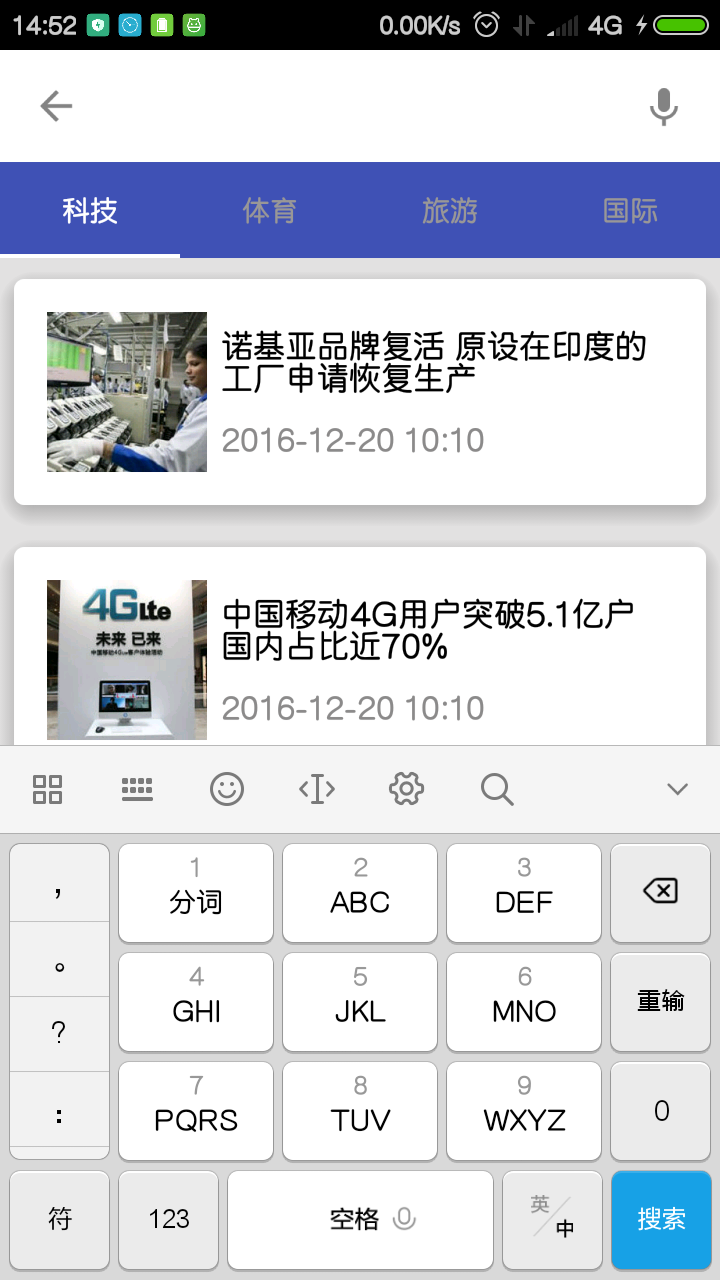 14:52 0.00K/s 4G
科技 体育 旅游 国际
诺基亚品牌复活 原设在印度的
工厂申请恢复生产
2016-12-20 10:10
4GLte
未来 已来
中国移动4G用户突破5.1亿户
国内占比近70%
2016-12-20 10:10
, 1 2 3
分词 ABC DEF
。 4 5 6
GHI JKL MNO 重输
?
: 7 8 9
PQRS TUV WXYZ 0
符 123 空格 英/中 搜索